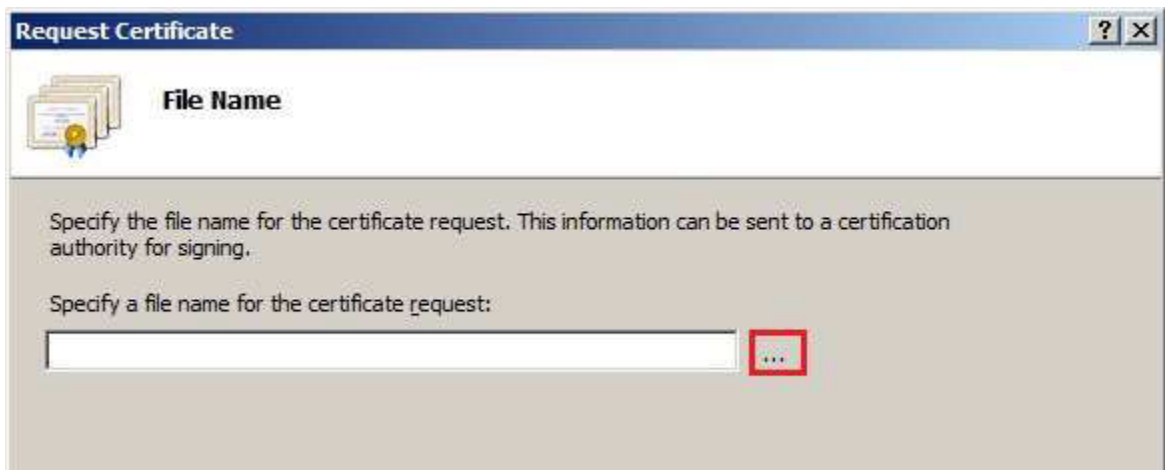 Request Certificate
File Name
Specify the file name for the certificate request. This information can be sent to a certification
authority for signing.
Specify a file name for the certificate request:
...